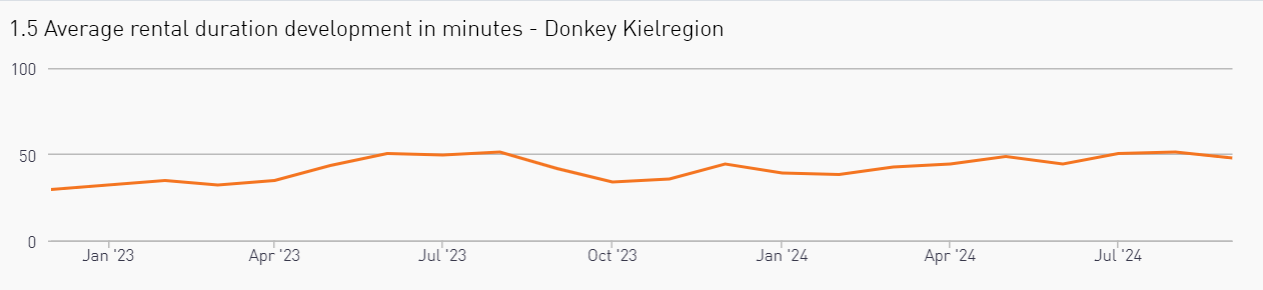 1.5 Average rental duration development in minutes - Donkey Kielregion
100
50
0
Jan '23 Apr '23 Jul '23 Oct '23 Jan '24 Apr '24 Jul '24